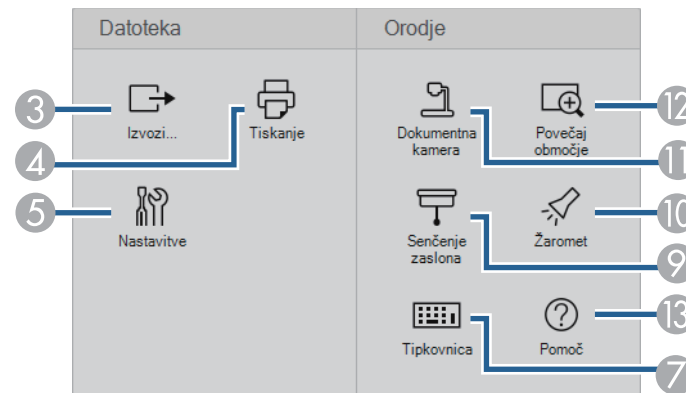 Datoteka
Orodje
3
Izvozi...
4
Tiskanje
5
Nastavitve
Dokumentna
kamera
11
Povečaj
območje
12
Senčenje
zaslona
9
Žaromet
10
Tipkovnica
7
Pomoč
13